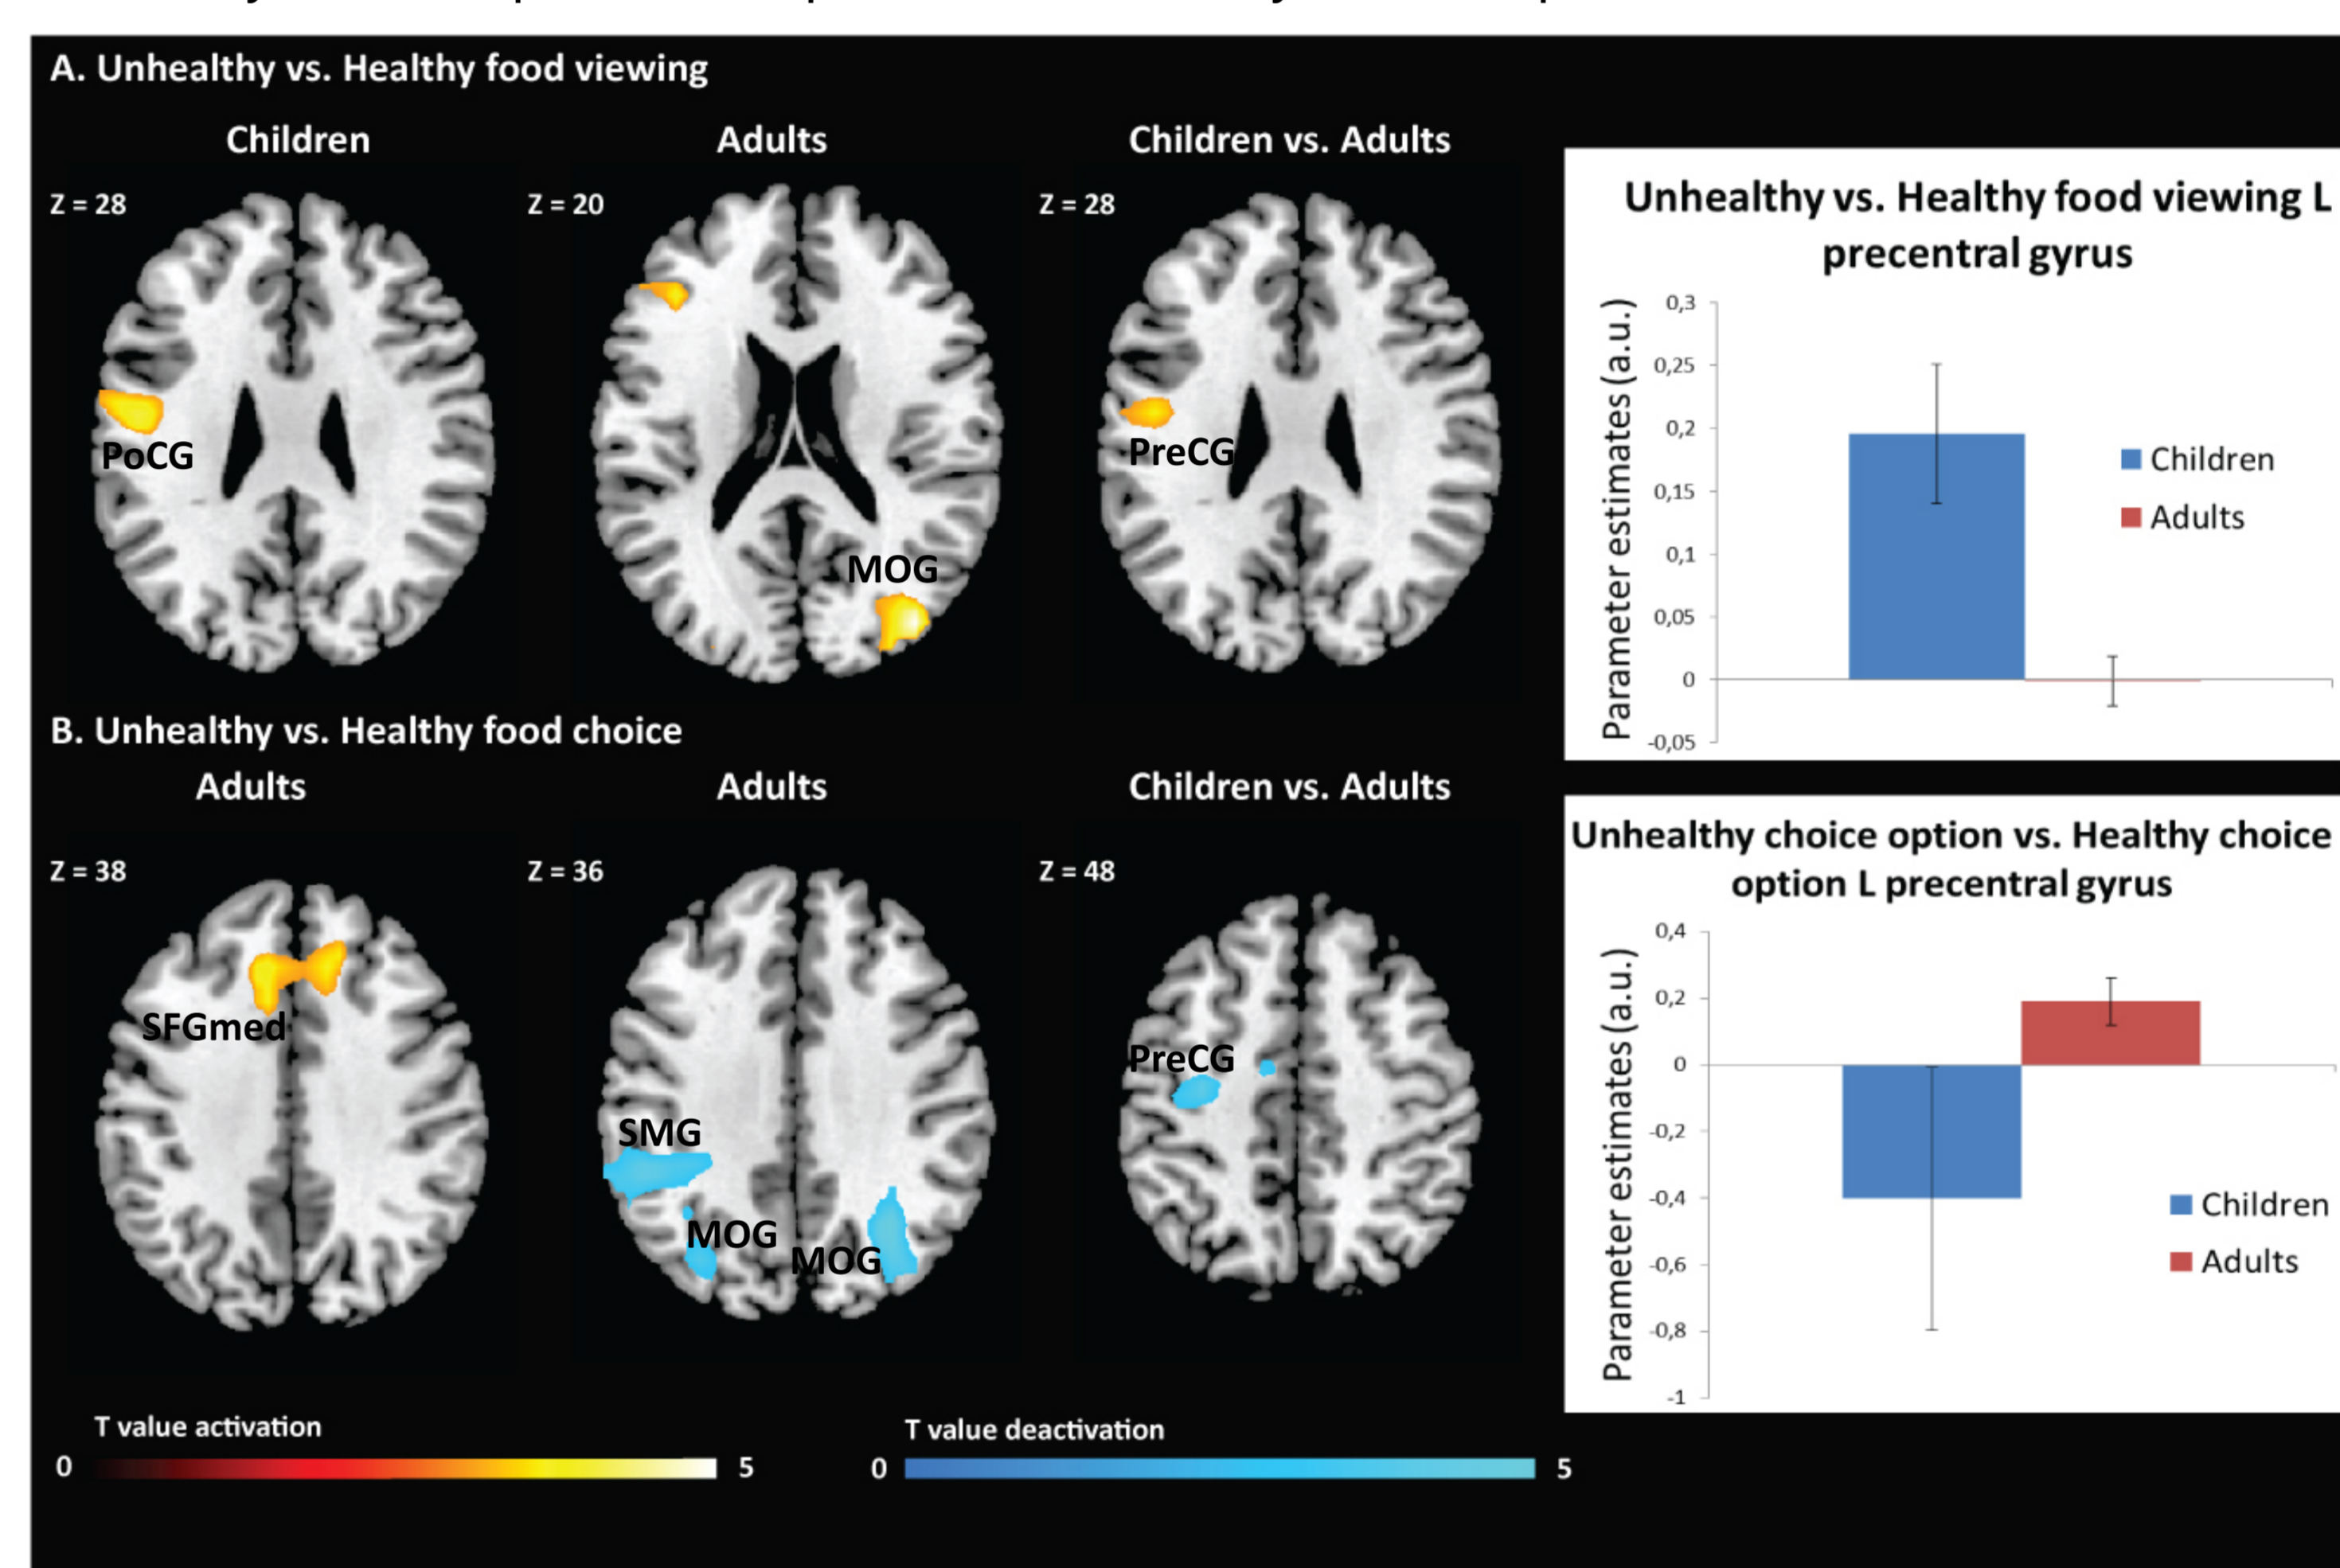 A. Unhealthy vs. Healthy food viewing
Children
Adults
Children vs. Adults
Z = 28
Z = 20
Z = 28
PoCG
MOG
PreCG
Unhealthy vs. Healthy food viewing L
precentral gyrus
Parameter estimates (a.u.)
0,3
0,25
0,2
0,15
0,1
0,05
0
-0,05
Children
Adults
B. Unhealthy vs. Healthy food choice
Adults
Adults
Children vs. Adults
Z = 38
Z = 36
Z = 48
SFGmed
SMG
MOG
MOG
PreCG
Unhealthy choice option vs. Healthy choice
option L precentral gyrus
Parameter estimates (a.u.)
0,4
0,2
0
-0,2
-0,4
-0,6
-0,8
-1
Children
Adults
T value activation
0
5
T value deactivation
0
5